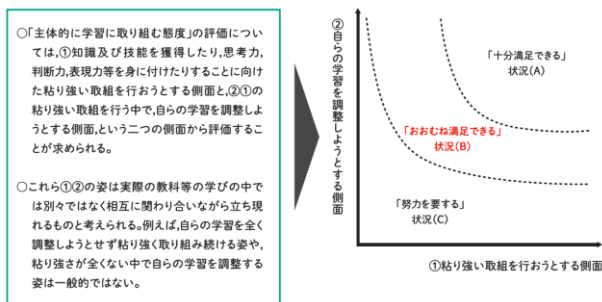 ○「主体的に学習に取り組む態度」の評価につい
ては,①知識及び技能を獲得したり,思考力,
判断力,表現力等を身に付けたりすることに向け
た粘り強い取組を行おうとする側面と,②①の
粘り強い取組を行う中で,自らの学習を調整しよ
うとする側面,という二つの側面から評価するこ
とが求められる。
○これら①②の姿は実際の教科等の学びの中で
は別々ではなく相互に関わり合いながら立ち現
れるものと考えられる。例えば,自らの学習を全く
調整しようとせず粘り強く取り組み続ける姿や,
粘り強さが全くない中で自らの学習を調整する
姿は一般的ではない。
②自らの学習を調整しようとする側面
「十分満足できる」
状況(A)
「おおむね満足できる」
状況(B)
「努力を要する」
状況(C)
①粘り強い取組を行おうとする側面